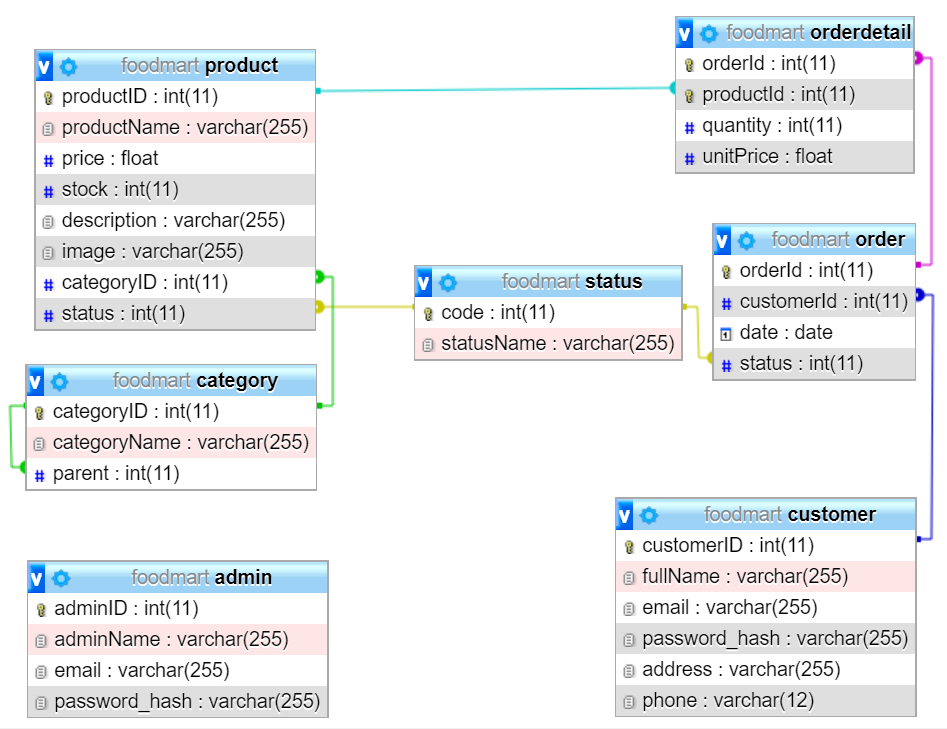 foodmart product
productID : int(11)
productName : varchar(255)
price : float
stock : int(11)
description : varchar(255)
image : varchar(255)
categoryID : int(11)
status : int(11)
foodmart orderdetail
orderId : int(11)
productId : int(11)
quantity : int(11)
unitPrice : float
foodmart order
orderId : int(11)
customerId : int(11)
date : date
status : int(11)
foodmart status
code : int(11)
statusName : varchar(255)
foodmart category
categoryID : int(11)
categoryName : varchar(255)
parent : int(11)
foodmart admin
adminID : int(11)
adminName : varchar(255)
email : varchar(255)
password_hash : varchar(255)
foodmart customer
customerID : int(11)
fullName : varchar(255)
email : varchar(255)
password_hash : varchar(255)
address : varchar(255)
phone : varchar(12)